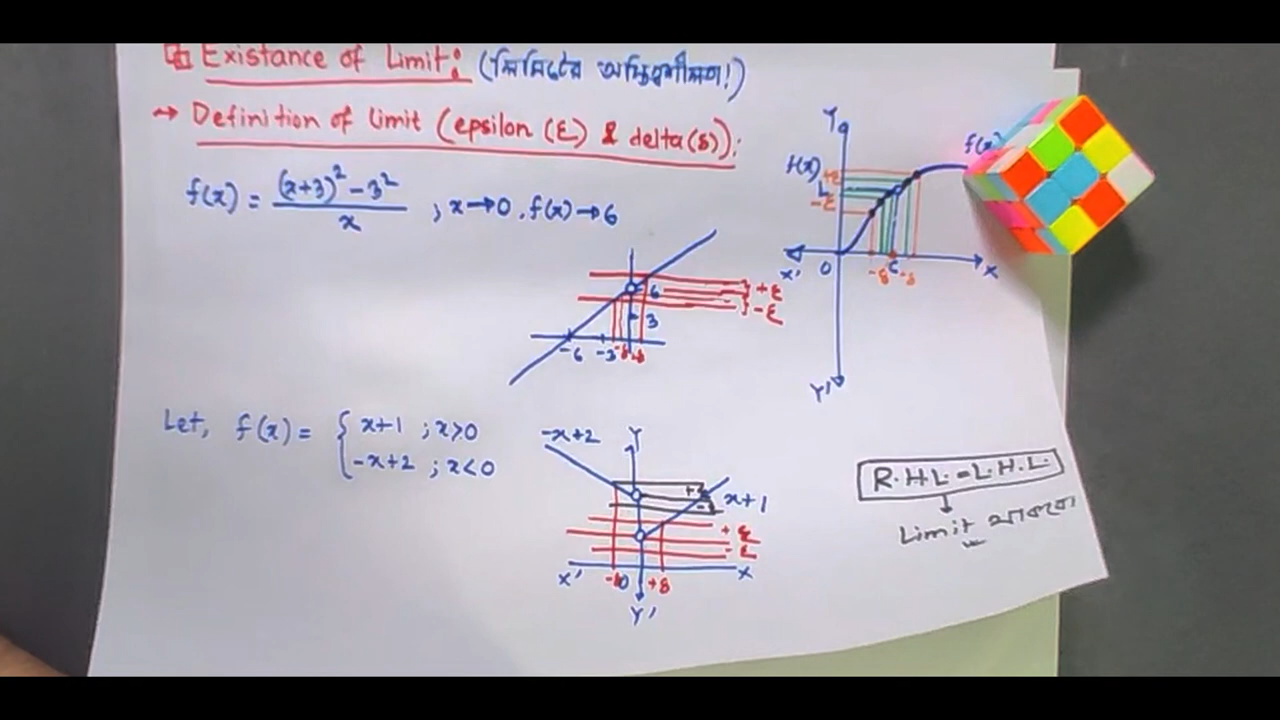 Existance of Limit: (লিমিটের অস্তিত্বশীলতা!)
→ Definition of limit (epsilon (ε) & delta(δ)):
f(x) = (x+3)² - 3² / x ; x→0, f(x)→6
Y
f(x)
f(x)
+ε
L
-ε
X' O -δ C -δ X
Y'
6
+ε
-ε
3
-6 -3 -δ +δ
Let, f(x) = { x+1 ; x>0
-x+2 ; x<0
-x+2 Y
x+1
+ε
-ε
X' 0 +δ X
Y'
R.H.L. = L.H.L.
Limit থাকবে